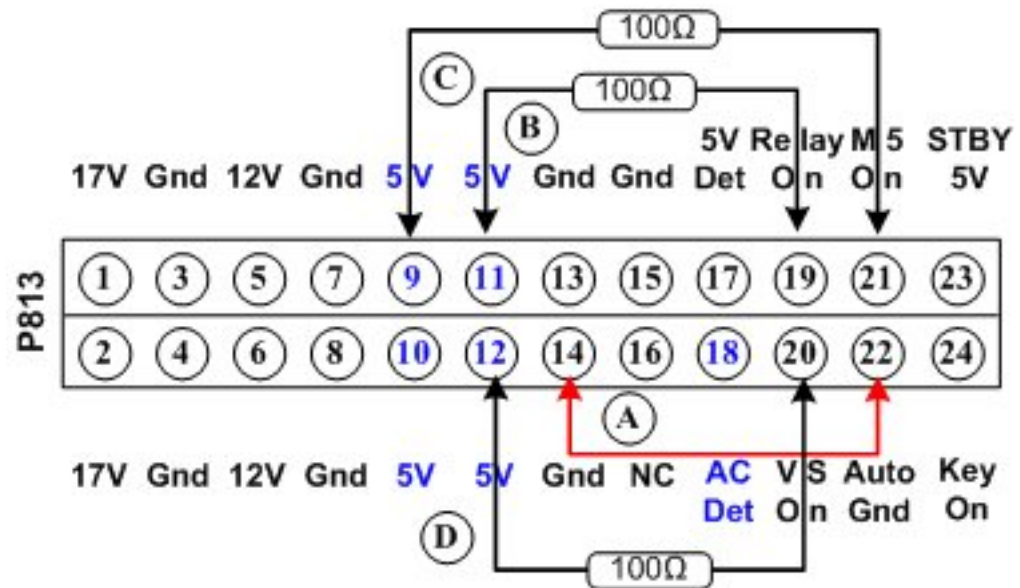 100Ω
C
100Ω
B
5V Relay M 5 STBY
17V Gnd 12V Gnd 5V 5V Gnd Gnd Det On On 5V
P813
1 3 5 7 9 11 13 15 17 19 21 23
2 4 6 8 10 12 14 16 18 20 22 24
A
17V Gnd 12V Gnd 5V 5V Gnd NC AC V S Auto Key
Det On Gnd On
D
100Ω